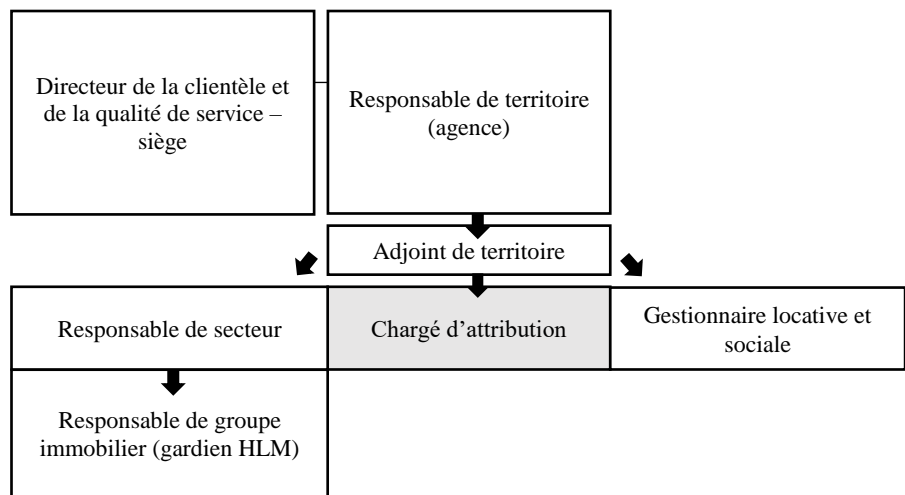 Directeur de la clientèle et
de la qualité de service –
siège
Responsable de territoire
(agence)
Adjoint de territoire
Responsable de secteur
Chargé d’attribution
Gestionnaire locative et
sociale
Responsable de groupe
immobilier (gardien HLM)